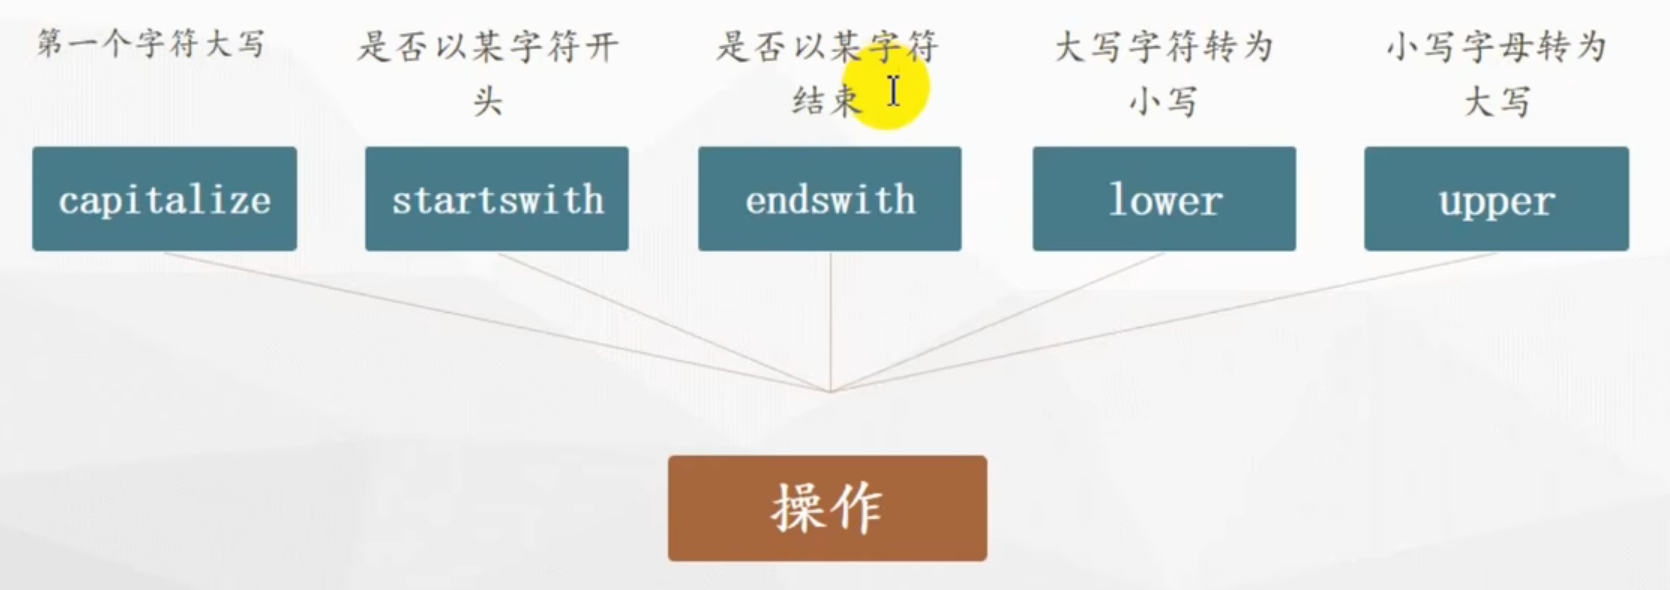 第一个字符大写
是否以某字符开
头
是否以某字符
结束
大写字符转为
小写
小写字母转为
大写
capitalize
startswith
endswith
lower
upper
操作